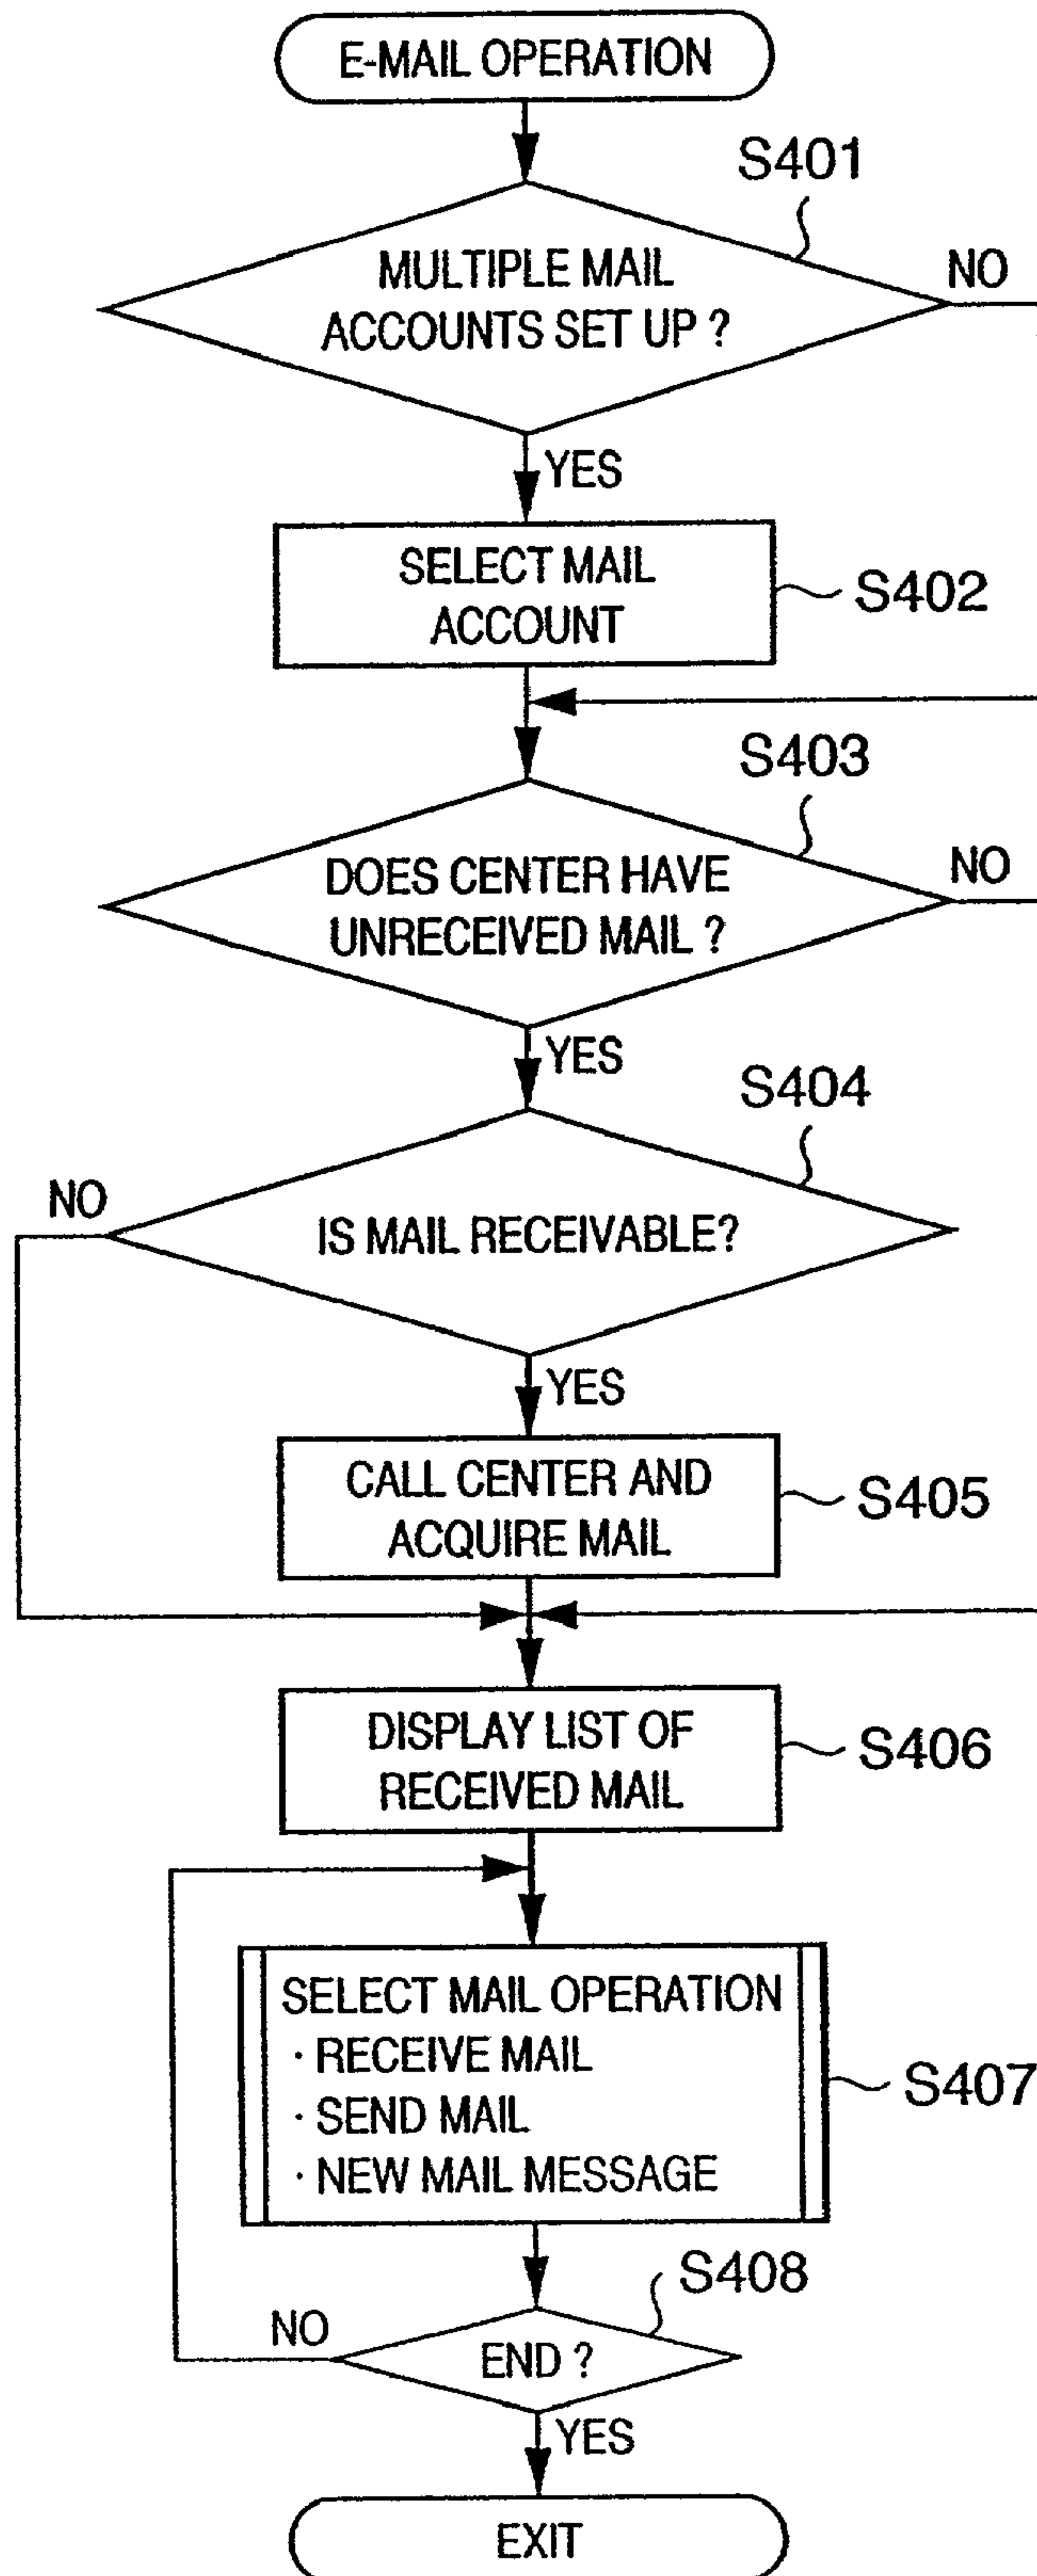 E-MAIL OPERATION
S401
MULTIPLE MAIL
ACCOUNTS SET UP ?
NO
YES
SELECT MAIL
ACCOUNT
S402
S403
DOES CENTER HAVE
UNRECEIVED MAIL ?
NO
YES
S404
NO
IS MAIL RECEIVABLE?
YES
CALL CENTER AND
ACQUIRE MAIL
S405
DISPLAY LIST OF
RECEIVED MAIL
S406
SELECT MAIL OPERATION
· RECEIVE MAIL
· SEND MAIL
· NEW MAIL MESSAGE
S407
S408
NO
END ?
YES
EXIT